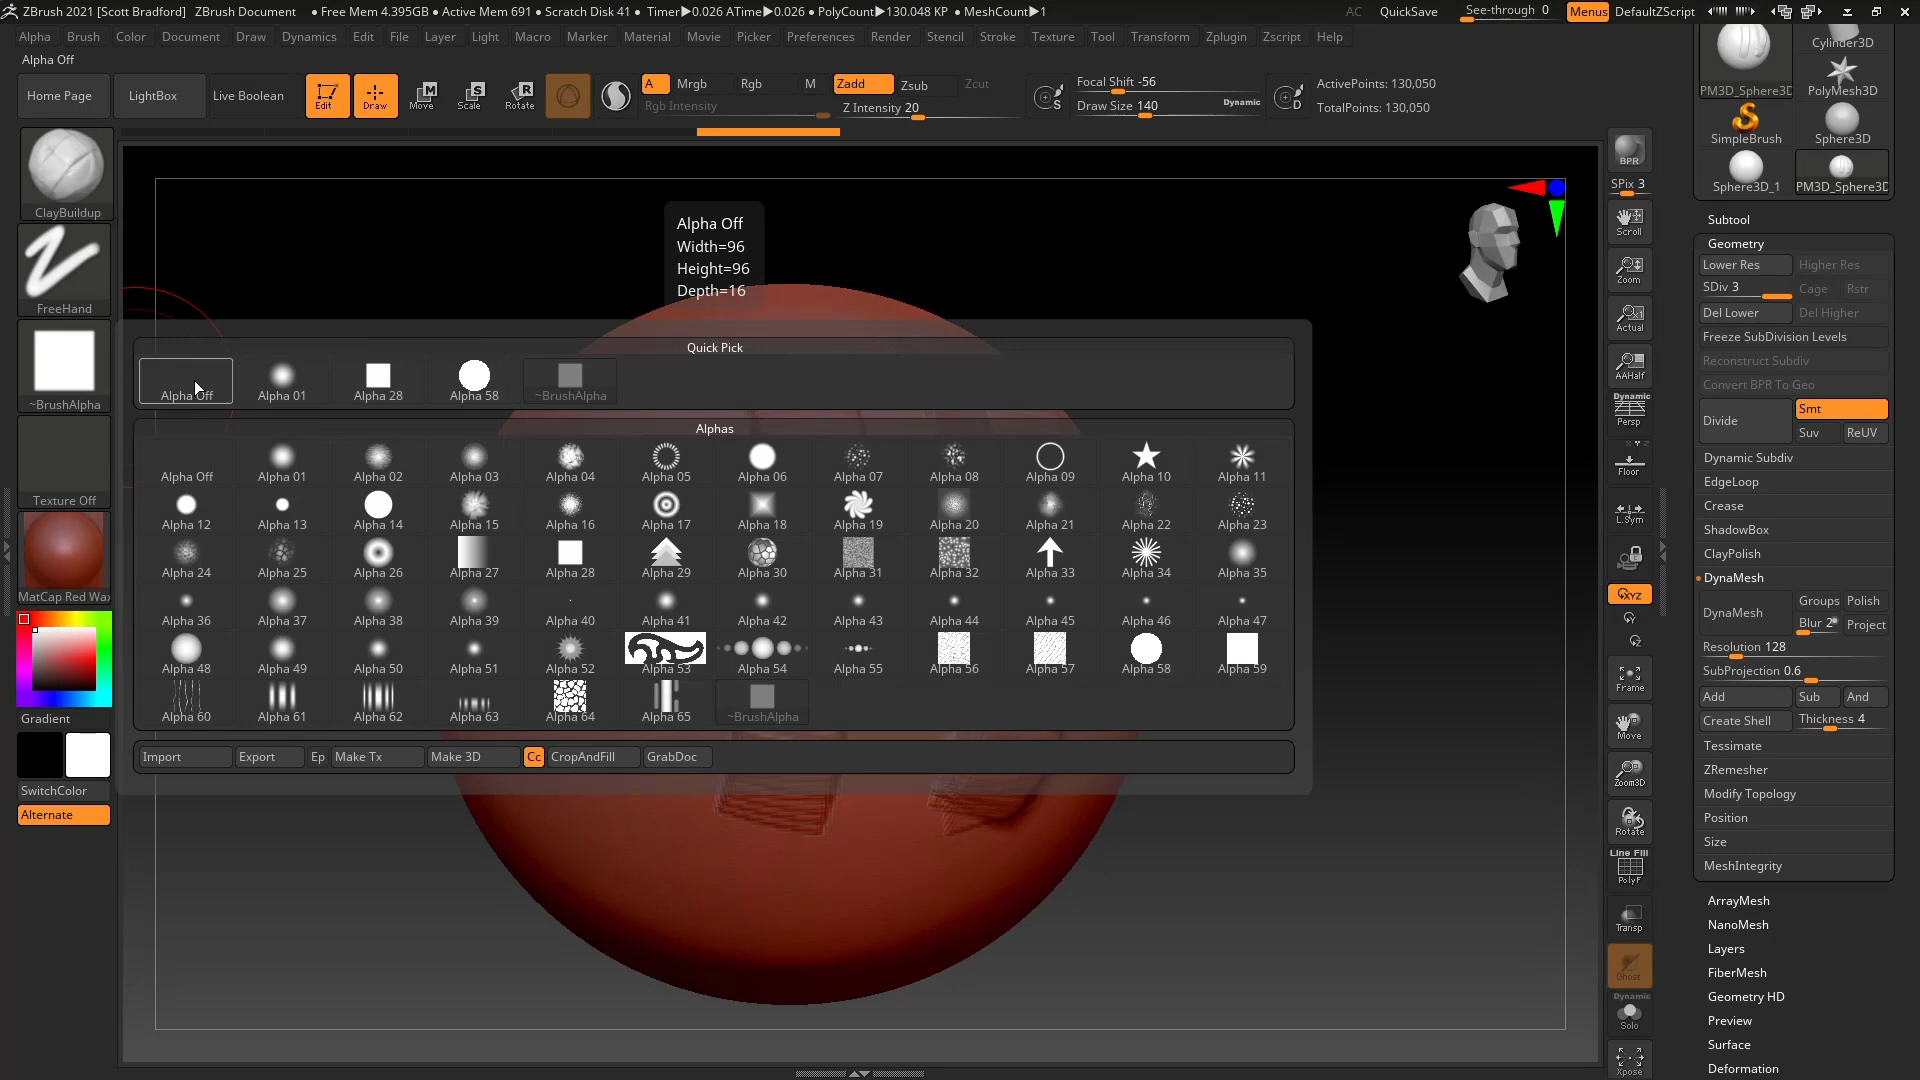 ZBrush 2021 [Scott Bradford] ZBrush Document • Free Mem 4.395GB • Active Mem 691 • Scratch Disk 41 • Timer▶0.026 ATime▶0.026 • PolyCount▶130.048 KP • MeshCount▶1 AC QuickSave See-through 0 Menus DefaultZScript
Alpha Brush Color Document Draw Dynamics Edit File Layer Light Macro Marker Material Movie Picker Preferences Render Stencil Stroke Texture Tool Transform Zplugin Zscript Help
Alpha Off
Home Page LightBox Live Boolean Edit Draw Move Scale Rotate
A Mrgb Rgb M Zadd Zsub Zcut
Rgb Intensity Z Intensity 20
Focal Shift -56
Draw Size 140 Dynamic
ActivePoints: 130,050
TotalPoints: 130,050
ClayBuildup
FreeHand
~BrushAlpha
Texture Off
MatCap Red Wax
Gradient
SwitchColor
Alternate
Alpha Off
Width=96
Height=96
Depth=16
Quick Pick
Alpha Off Alpha 01 Alpha 28 Alpha 58 ~BrushAlpha
Alphas
Alpha Off Alpha 01 Alpha 02 Alpha 03 Alpha 04 Alpha 05 Alpha 06 Alpha 07 Alpha 08 Alpha 09 Alpha 10 Alpha 11
Alpha 12 Alpha 13 Alpha 14 Alpha 15 Alpha 16 Alpha 17 Alpha 18 Alpha 19 Alpha 20 Alpha 21 Alpha 22 Alpha 23
Alpha 24 Alpha 25 Alpha 26 Alpha 27 Alpha 28 Alpha 29 Alpha 30 Alpha 31 Alpha 32 Alpha 33 Alpha 34 Alpha 35
Alpha 36 Alpha 37 Alpha 38 Alpha 39 Alpha 40 Alpha 41 Alpha 42 Alpha 43 Alpha 44 Alpha 45 Alpha 46 Alpha 47
Alpha 48 Alpha 49 Alpha 50 Alpha 51 Alpha 52 Alpha 53 Alpha 54 Alpha 55 Alpha 56 Alpha 57 Alpha 58 Alpha 59
Alpha 60 Alpha 61 Alpha 62 Alpha 63 Alpha 64 Alpha 65 ~BrushAlpha
Import Export Ep Make Tx Make 3D Cc CropAndFill GrabDoc
BPR
SPix 3
Scroll
Zoom
Actual
AAHalf
Dynamic
Persp
Floor
L.Sym
XYZ
Frame
Move
Zoom3D
Rotate
Line Fill
PolyF
Transp
Ghost
Dynamic
Solo
Xpose
Cylinder3D
PM3D_Sphere3D PolyMesh3D
SimpleBrush Sphere3D
Sphere3D_1 PM3D_Sphere3D
Subtool
Geometry
Lower Res Higher Res
SDiv 3 Cage Rstr
Del Lower Del Higher
Freeze SubDivision Levels
Reconstruct Subdiv
Convert BPR To Geo
Divide Smt
Suv ReUV
Dynamic Subdiv
EdgeLoop
Crease
ShadowBox
ClayPolish
DynaMesh
DynaMesh Groups Polish
Blur 2 Project
Resolution 128
SubProjection 0.6
Add Sub And
Create Shell Thickness 4
Tessimate
ZRemesher
Modify Topology
Position
Size
MeshIntegrity
ArrayMesh
NanoMesh
Layers
FiberMesh
Geometry HD
Preview
Surface
Deformation